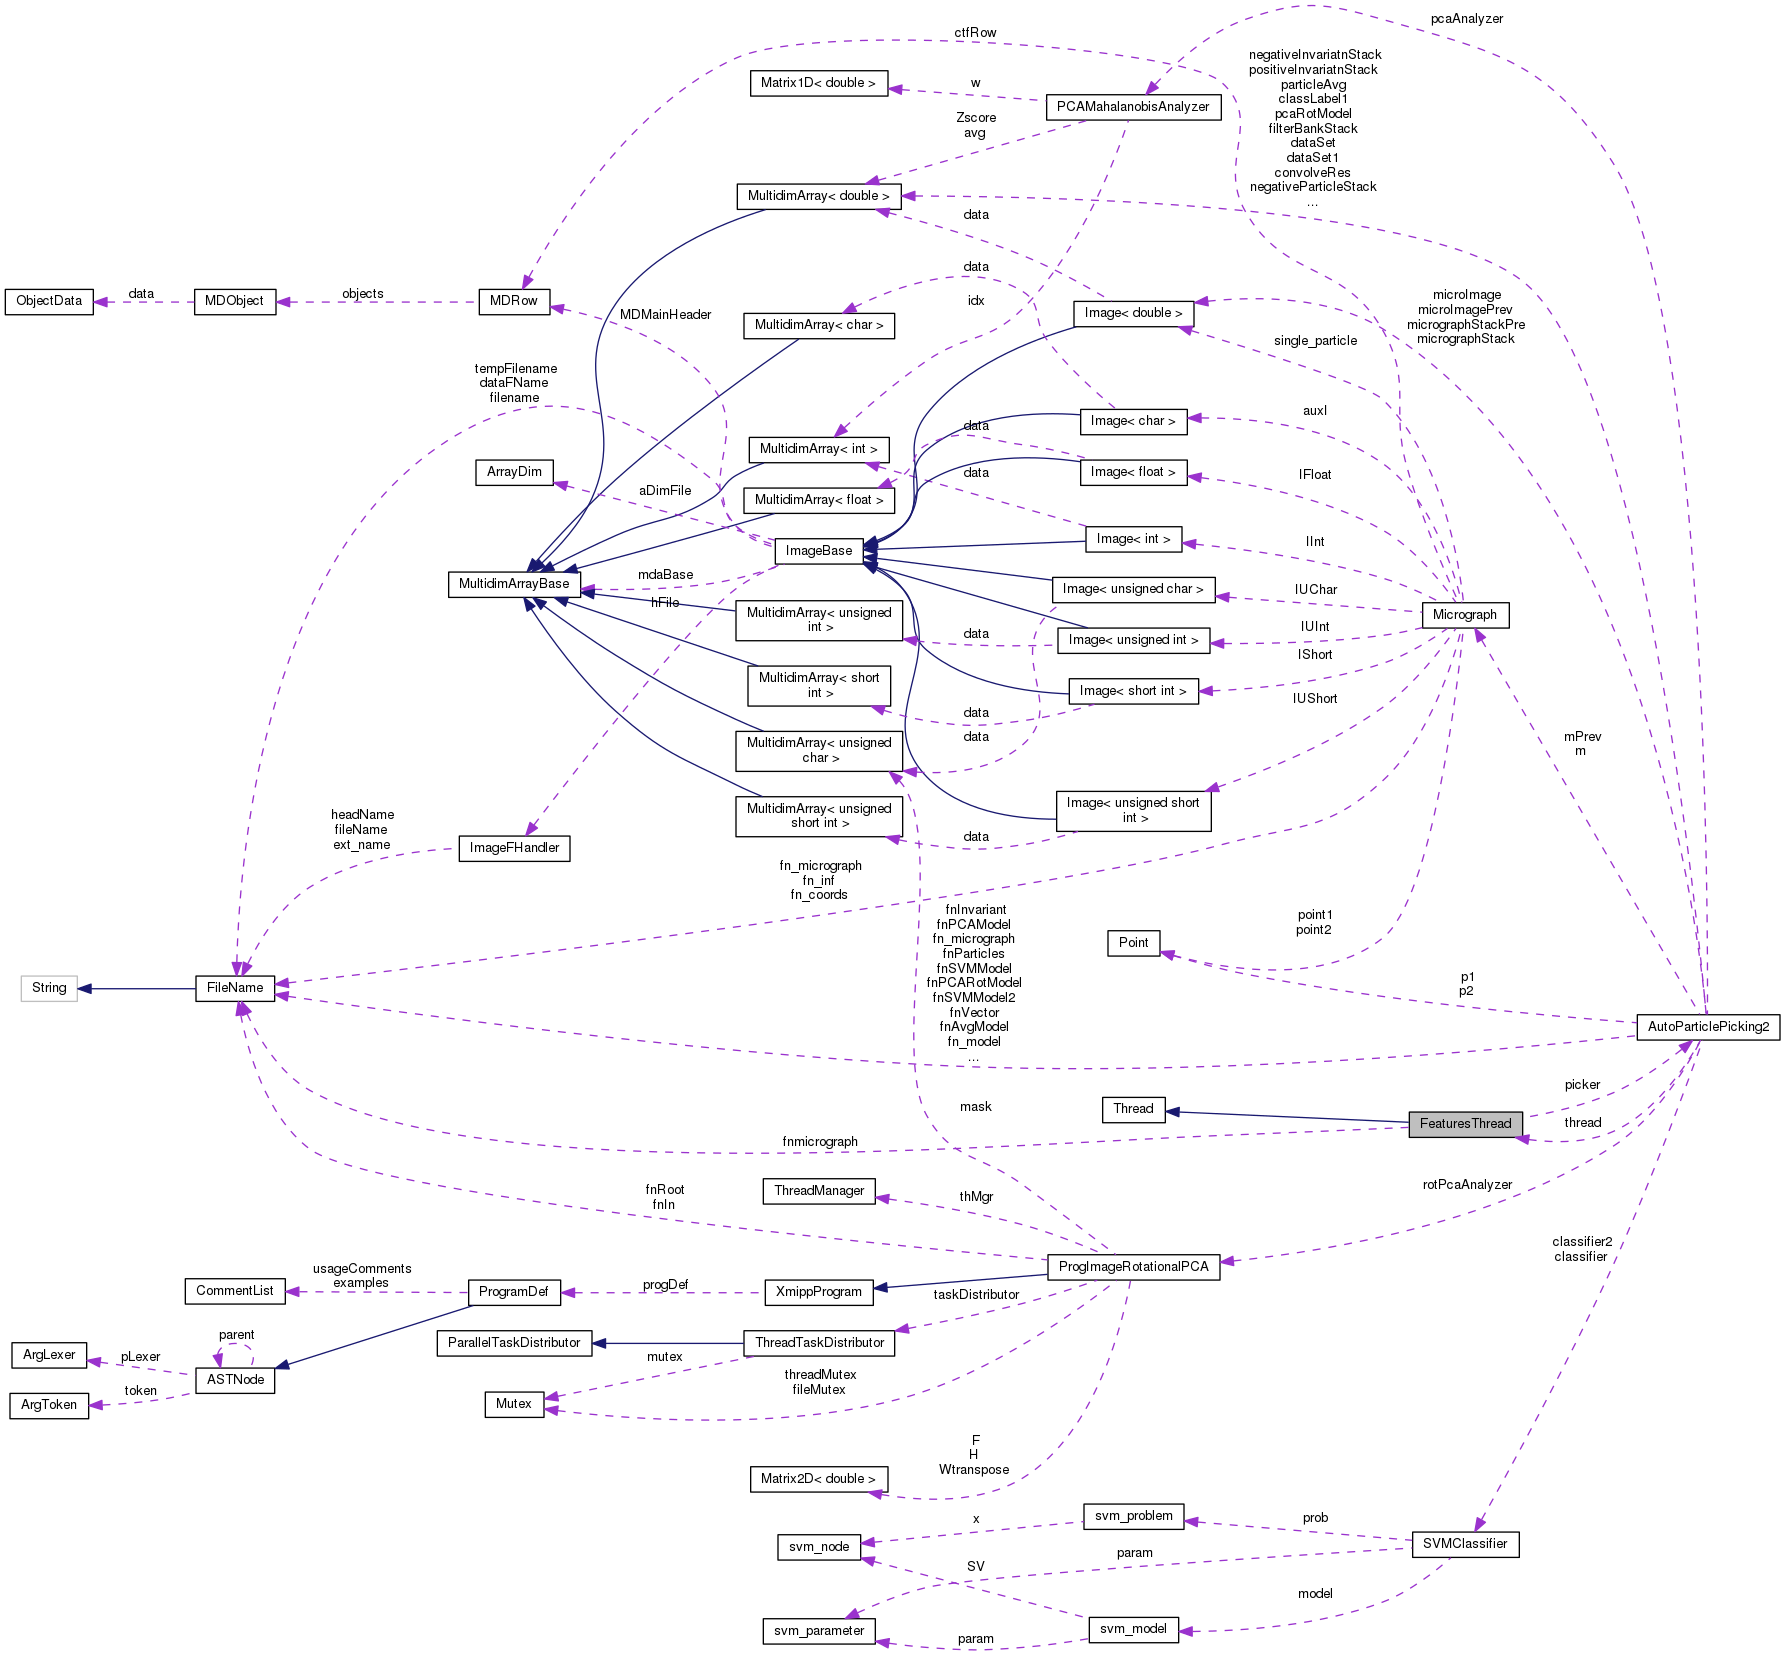 pcaAnalyzer
ctfRow
negativeInvariatnStack
positiveInvariatnStack
particleAvg
classLabel1
pcaRotModel
filterBankStack
dataSet
dataSet1
convolveRes
negativeParticleStack
...
Matrix1D< double >
w
PCAMahalanobisAnalyzer
Zscore
avg
MultidimArray< double >
data
data
ObjectData
data
MDObject
objects
MDRow
MDMainHeader
MultidimArray< char >
idx
Image< double >
microImage
microImagePrev
micrographStackPre
micrographStack
single_particle
tempFilename
dataFName
filename
auxI
Image< char >
data
MultidimArray< int >
ArrayDim
aDimFile
data
Image< float >
IFloat
MultidimArray< float >
ImageBase
Image< int >
IInt
MultidimArrayBase
mdaBase
hFile
Image< unsigned char >
IUChar
Micrograph
MultidimArray< unsigned
int >
data
Image< unsigned int >
IUInt
IShort
MultidimArray< short
int >
Image< short int >
IUShort
data
data
MultidimArray< unsigned
char >
mPrev
m
MultidimArray< unsigned
short int >
Image< unsigned short
int >
data
headName
fileName
ext_name
ImageFHandler
fn_micrograph
fn_inf
fn_coords
fnInvariant
fnPCAModel
fn_micrograph
fnParticles
fnSVMModel
fnPCARotModel
fnSVMModel2
fnVector
fnAvgModel
fn_model
...
point1
point2
Point
p1
p2
String
FileName
AutoParticlePicking2
picker
mask
Thread
FeaturesThread
thread
fnmicrograph
fnRoot
fnIn
ThreadManager
thMgr
rotPcaAnalyzer
classifier2
classifier
ProgImageRotationalPCA
CommentList
usageComments
examples
ProgramDef
progDef
XmippProgram
taskDistributor
ArgLexer
pLexer
parent
ParallelTaskDistributor
ThreadTaskDistributor
mutex
ASTNode
ArgToken
token
Mutex
threadMutex
fileMutex
F
H
Wtranspose
Matrix2D< double >
svm_problem
prob
x
svm_node
SVMClassifier
param
SV
model
svm_parameter
svm_model
param